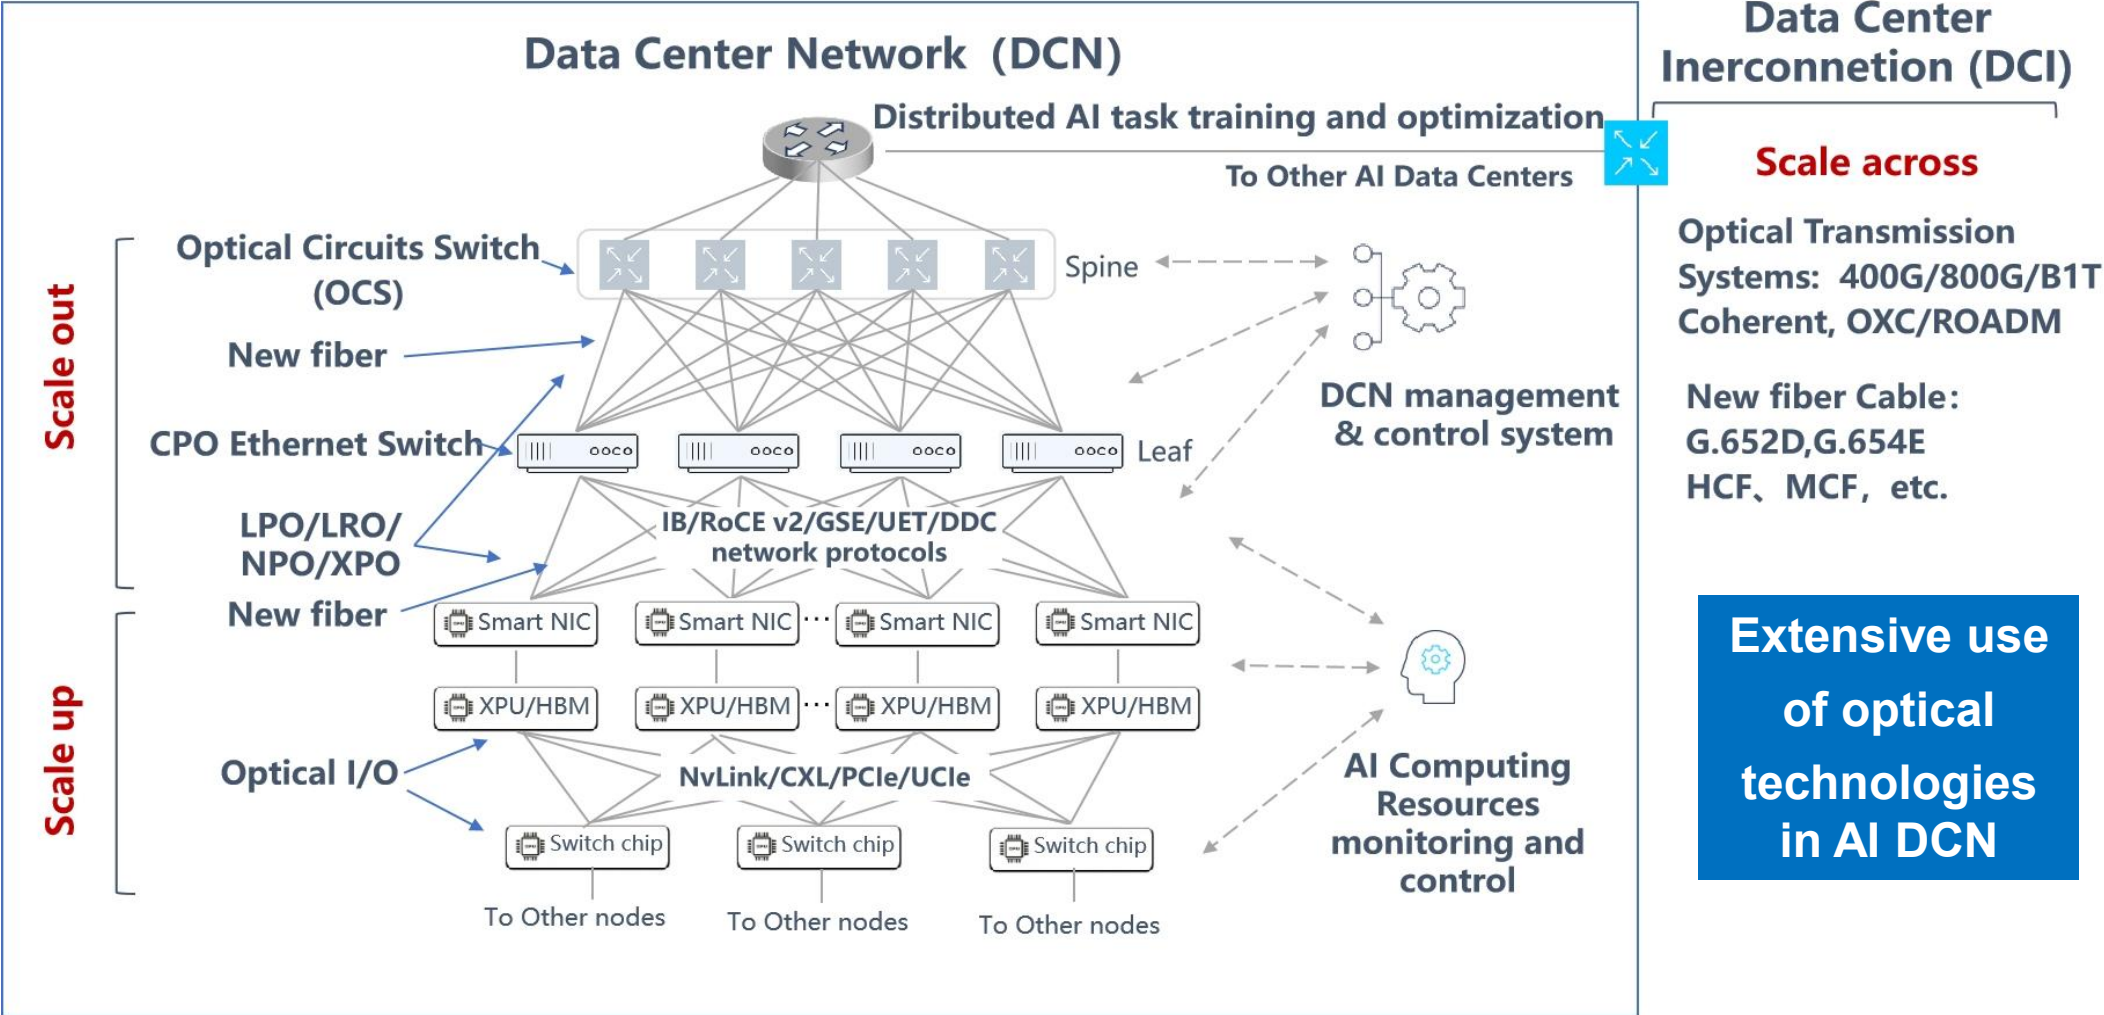 Data Center Network（DCN）
Data Center
Inerconnetion (DCI)
Distributed AI task training and optimization
To Other AI Data Centers
Scale across
Optical Transmission
Systems: 400G/800G/B1T
Coherent, OXC/ROADM
New fiber Cable：
G.652D,G.654E
HCF、MCF，etc.
Extensive use
of optical
technologies
in AI DCN
Scale out
Optical Circuits Switch
(OCS)
Spine
New fiber
CPO Ethernet Switch
Leaf
DCN management
& control system
LPO/LRO/
NPO/XPO
IB/RoCE v2/GSE/UET/DDC
network protocols
New fiber
Smart NIC
Smart NIC
...
Smart NIC
Smart NIC
Scale up
XPU/HBM
XPU/HBM
...
XPU/HBM
XPU/HBM
Optical I/O
NvLink/CXL/PCIe/UCIe
AI Computing
Resources
monitoring and
control
Switch chip
Switch chip
Switch chip
To Other nodes
To Other nodes
To Other nodes